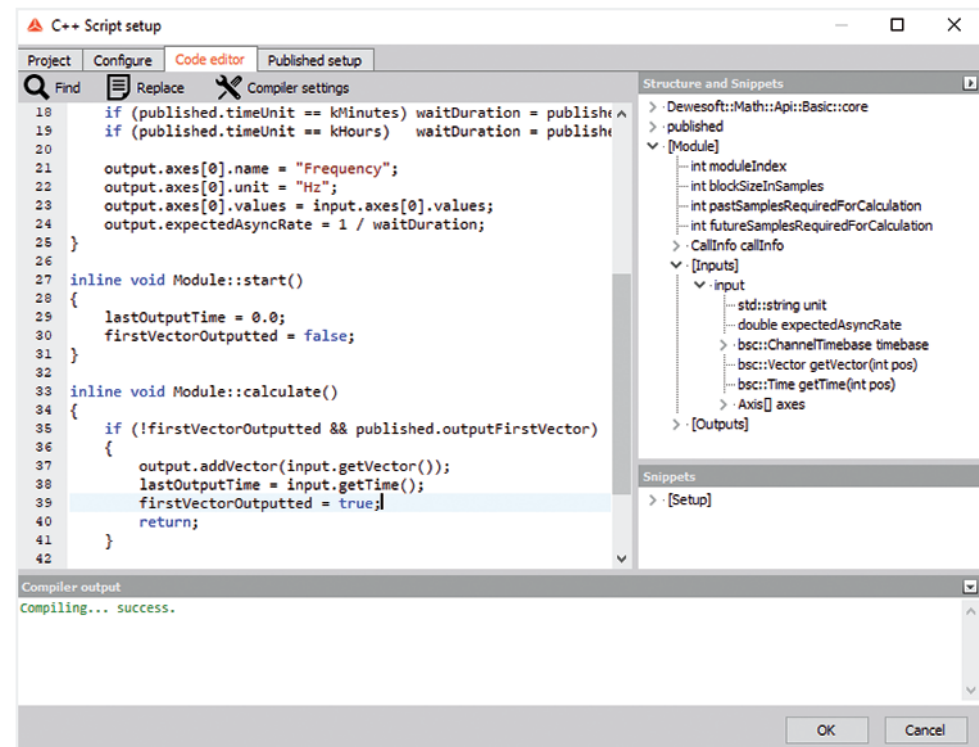 C++ Script setup
Project Configure Code editor Published setup
Find Replace Compiler settings
18 if (published.timeUnit == kMinutes) waitDuration = publishe
19 if (published.timeUnit == kHours) waitDuration = publishe
20
21 output.axes[0].name = "Frequency";
22 output.axes[0].unit = "Hz";
23 output.axes[0].values = input.axes[0].values;
24 output.expectedAsyncRate = 1 / waitDuration;
25 }
26
27 inline void Module::start()
28 {
29 lastOutputTime = 0.0;
30 firstVectorOutputted = false;
31 }
32
33 inline void Module::calculate()
34 {
35 if (!firstVectorOutputted && published.outputFirstVector)
36 {
37 output.addVector(input.getVector());
38 lastOutputTime = input.getTime();
39 firstVectorOutputted = true;
40 return;
41 }
42
Structure and Snippets
Dewesoft::Math::Api::Basic::core
published
[Module]
int moduleIndex
int blockSizeInSamples
int pastSamplesRequiredForCalculation
int futureSamplesRequiredForCalculation
CallInfo callInfo
[Inputs]
input
std::string unit
double expectedAsyncRate
bsc::ChannelTimebase timebase
bsc::Vector getVector(int pos)
bsc::Time getTime(int pos)
Axis[] axes
[Outputs]
Snippets
[Setup]
Compiler output
Compiling... success.
OK Cancel